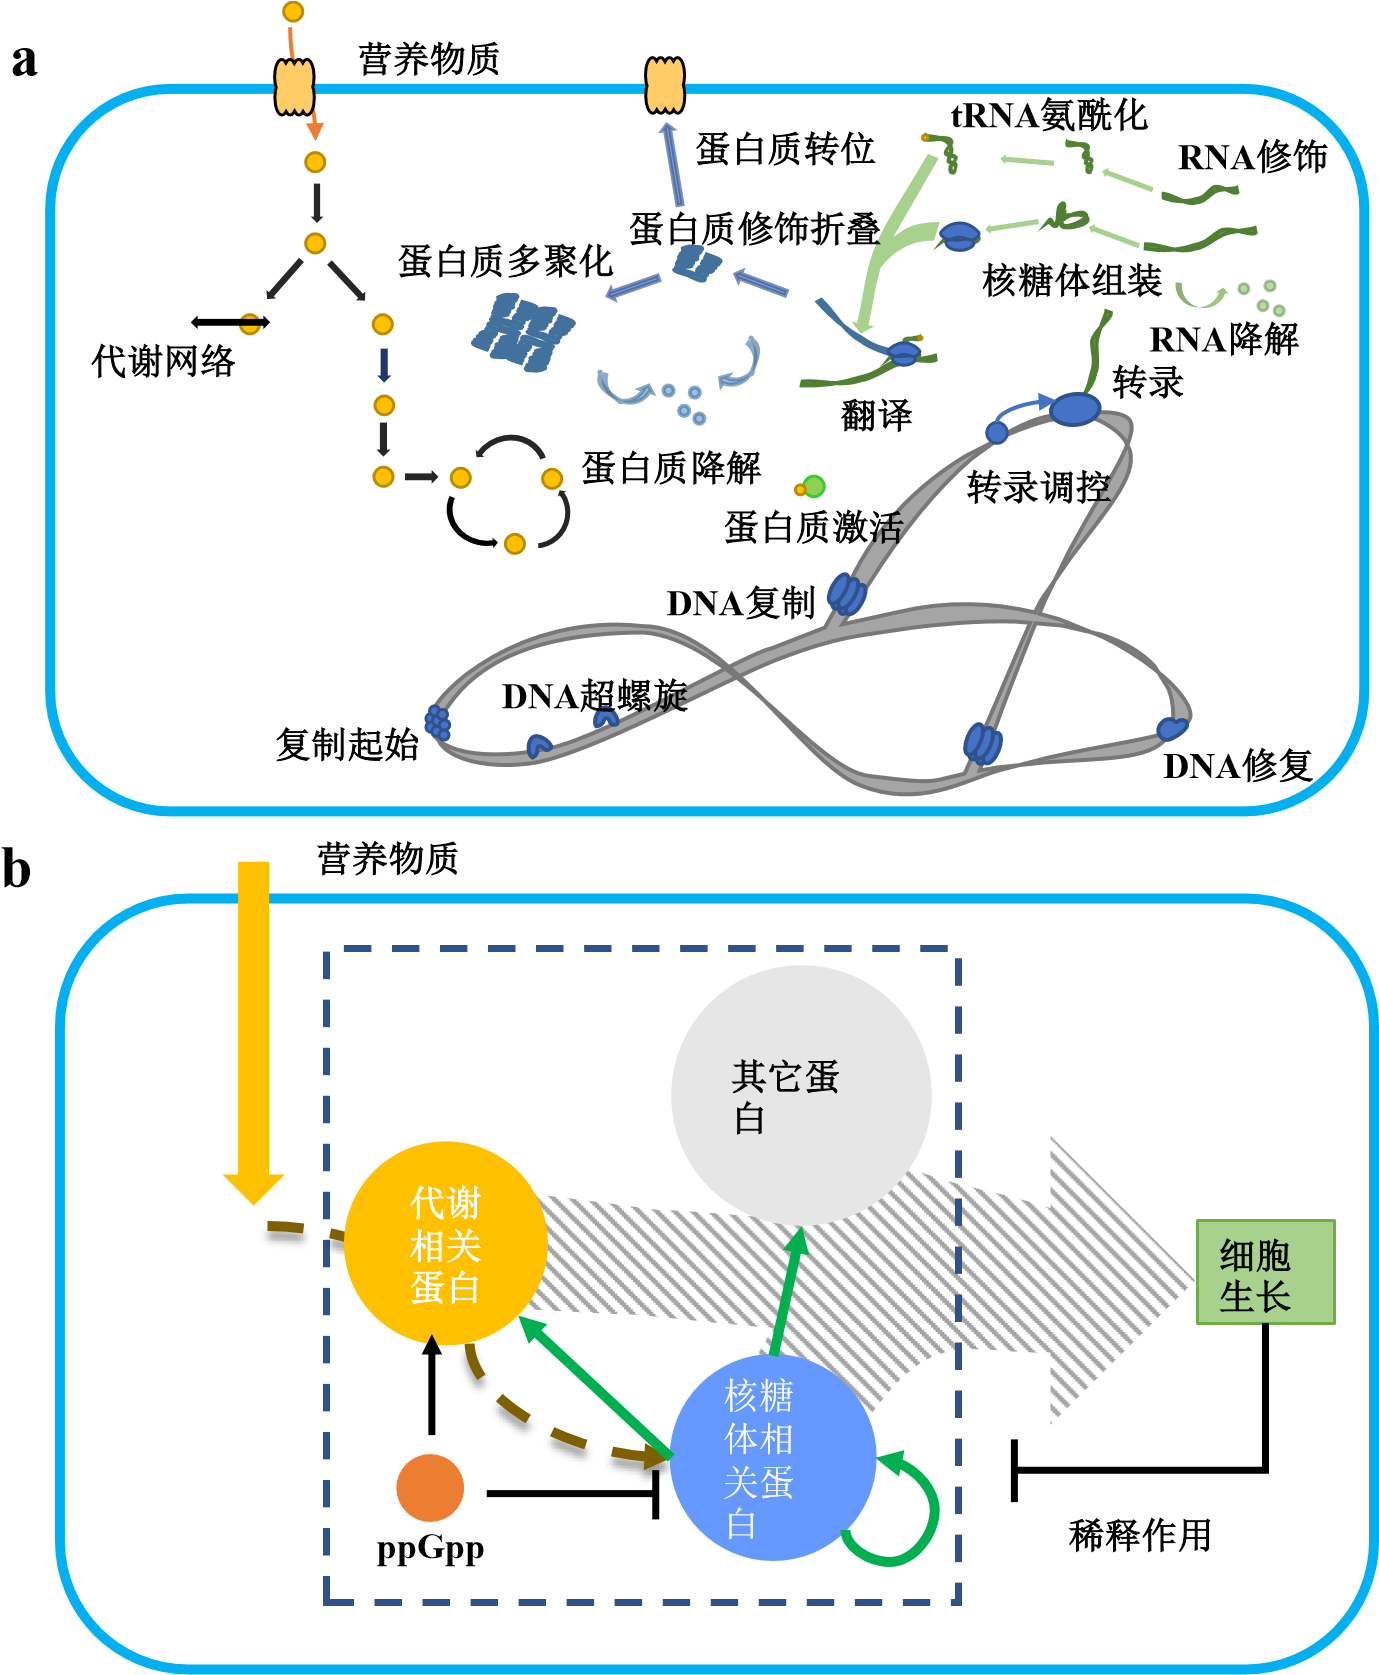 a
营养物质
tRNA氨酰化
蛋白质转位
RNA修饰
蛋白质修饰折叠
蛋白质多聚化
核糖体组装
RNA降解
代谢网络
转录
翻译
蛋白质降解
转录调控
蛋白质激活
DNA复制
DNA超螺旋
复制起始
DNA修复
b
营养物质
其它蛋
白
代谢
相关
蛋白
细胞
生长
核糖
体相
关蛋
白
ppGpp
稀释作用